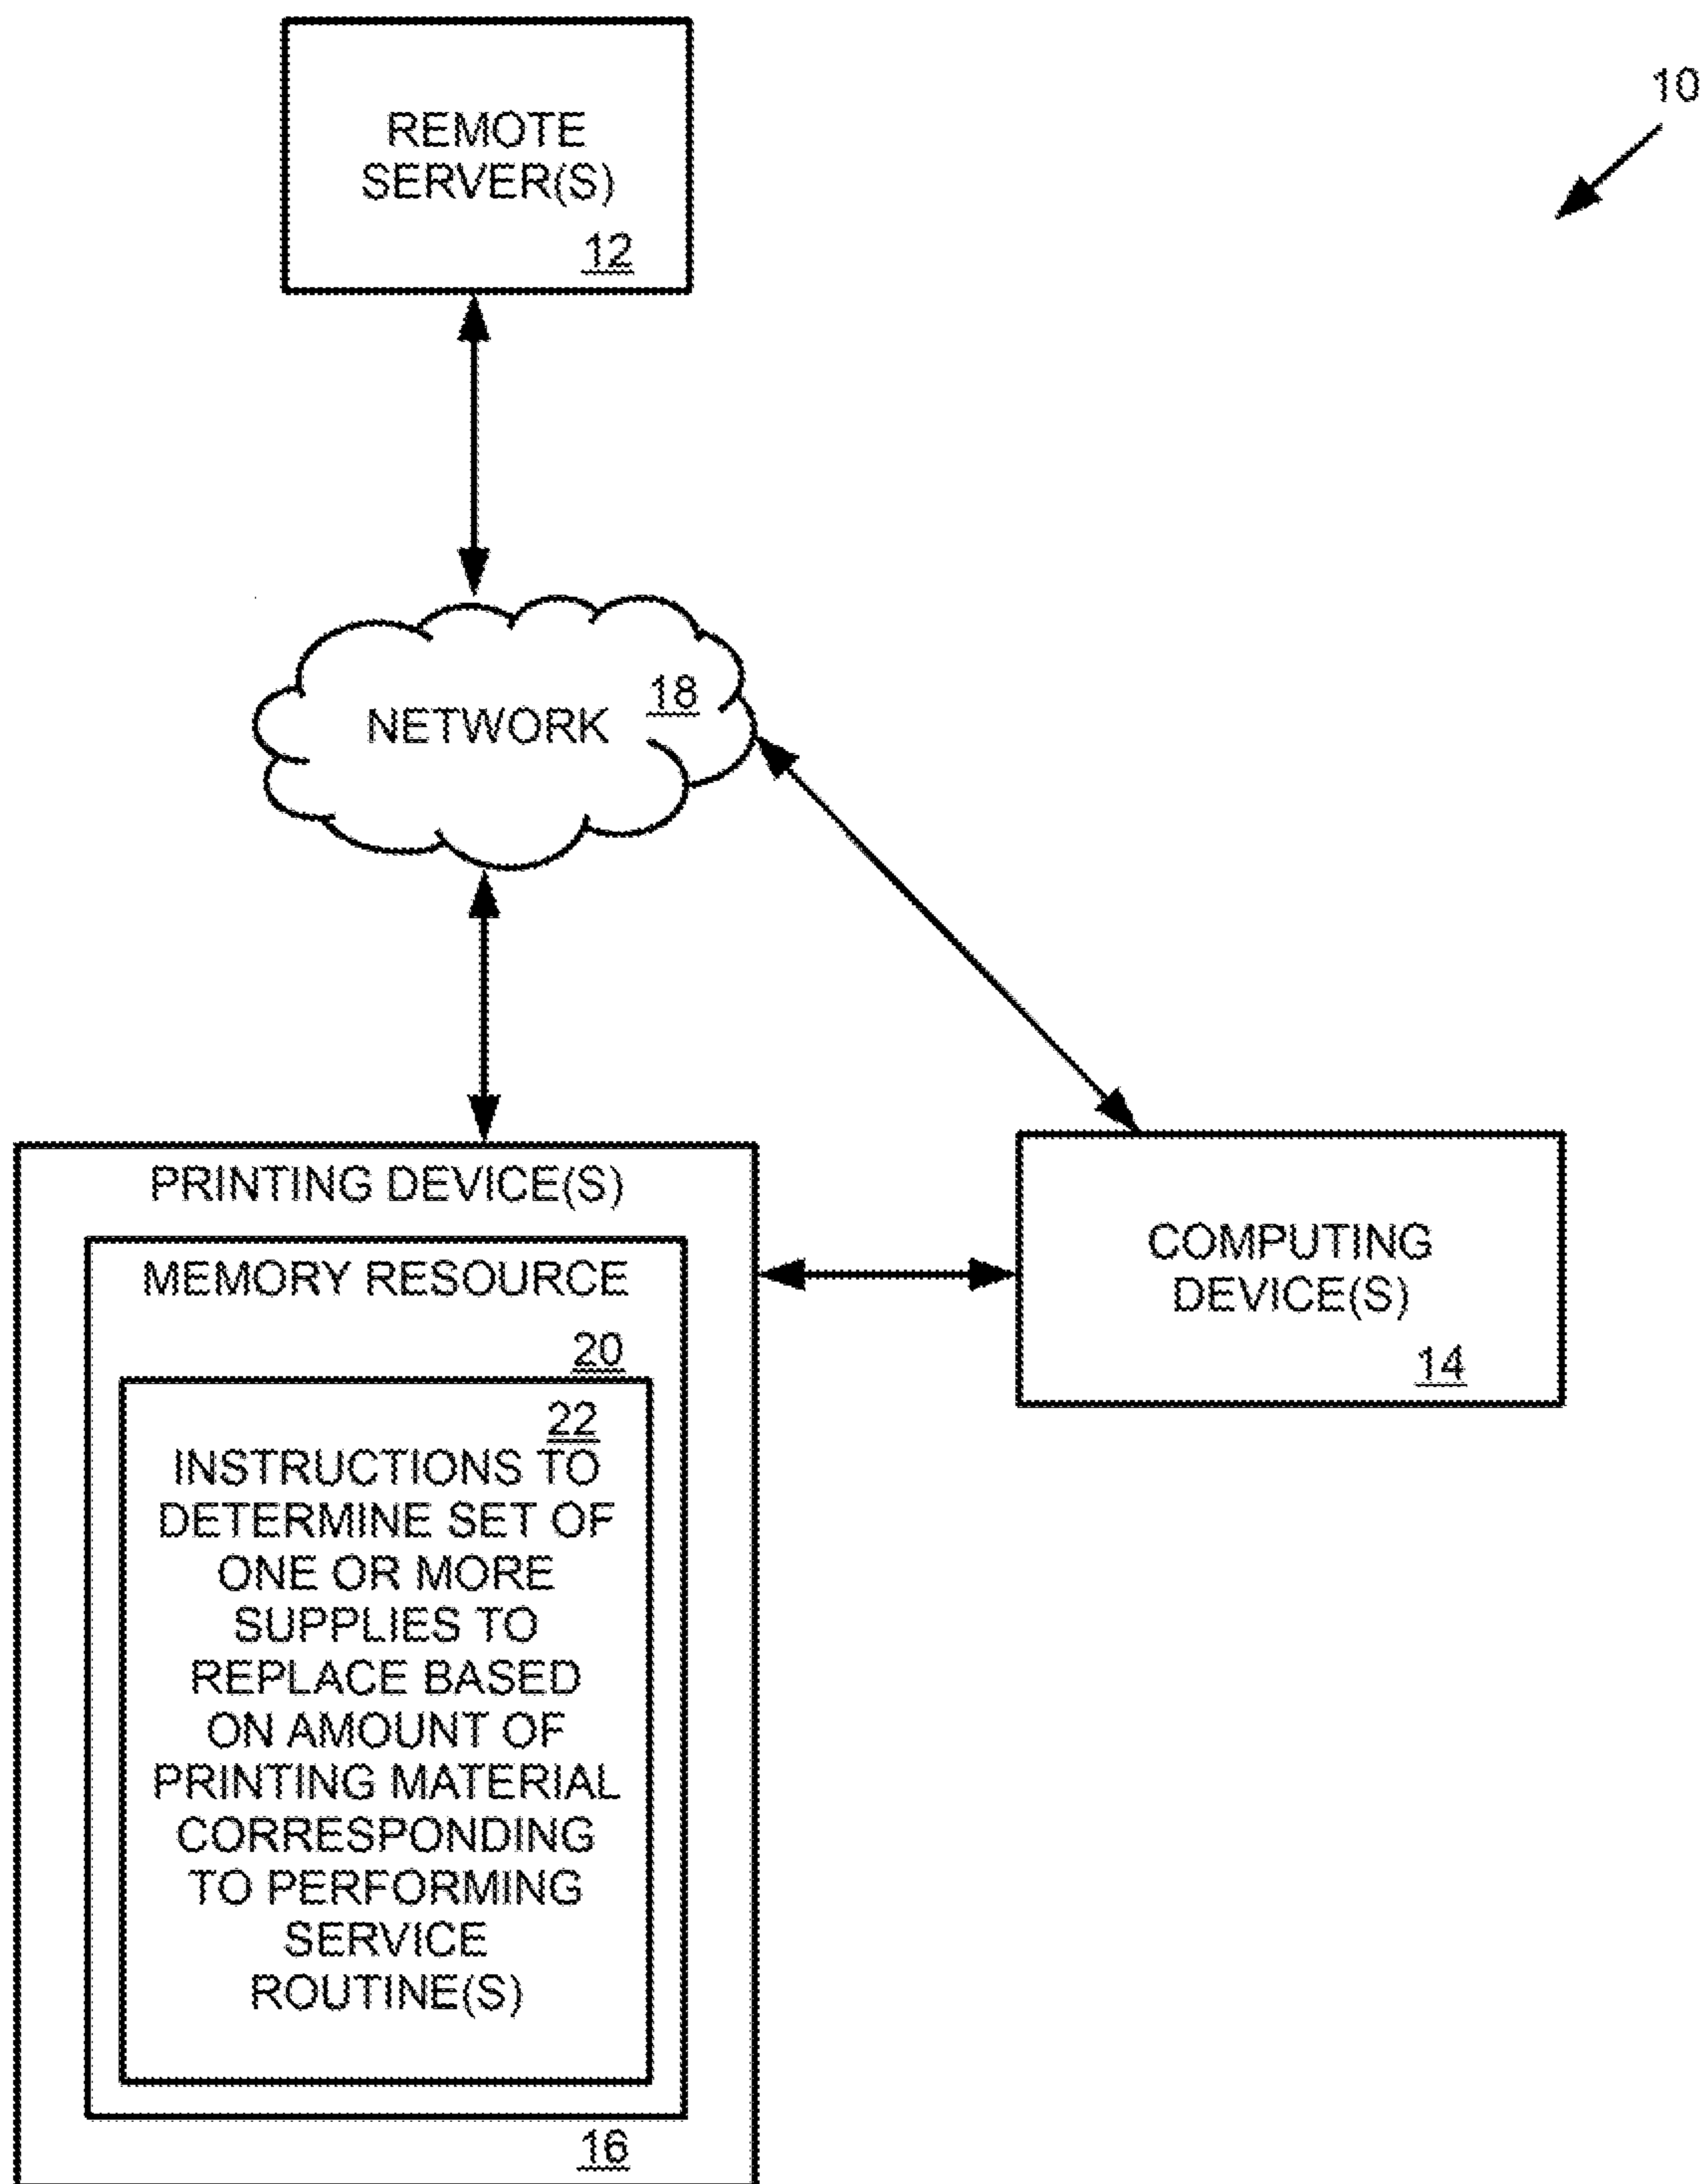 10
REMOTE
SERVER(S)
12
NETWORK
18
PRINTING DEVICE(S)
MEMORY RESOURCE
20
22
INSTRUCTIONS TO
DETERMINE SET OF
ONE OR MORE
SUPPLIES TO
REPLACE BASED
ON AMOUNT OF
PRINTING MATERIAL
CORRESPONDING
TO PERFORMING
SERVICE
ROUTINE(S)
16
COMPUTING
DEVICE(S)
14